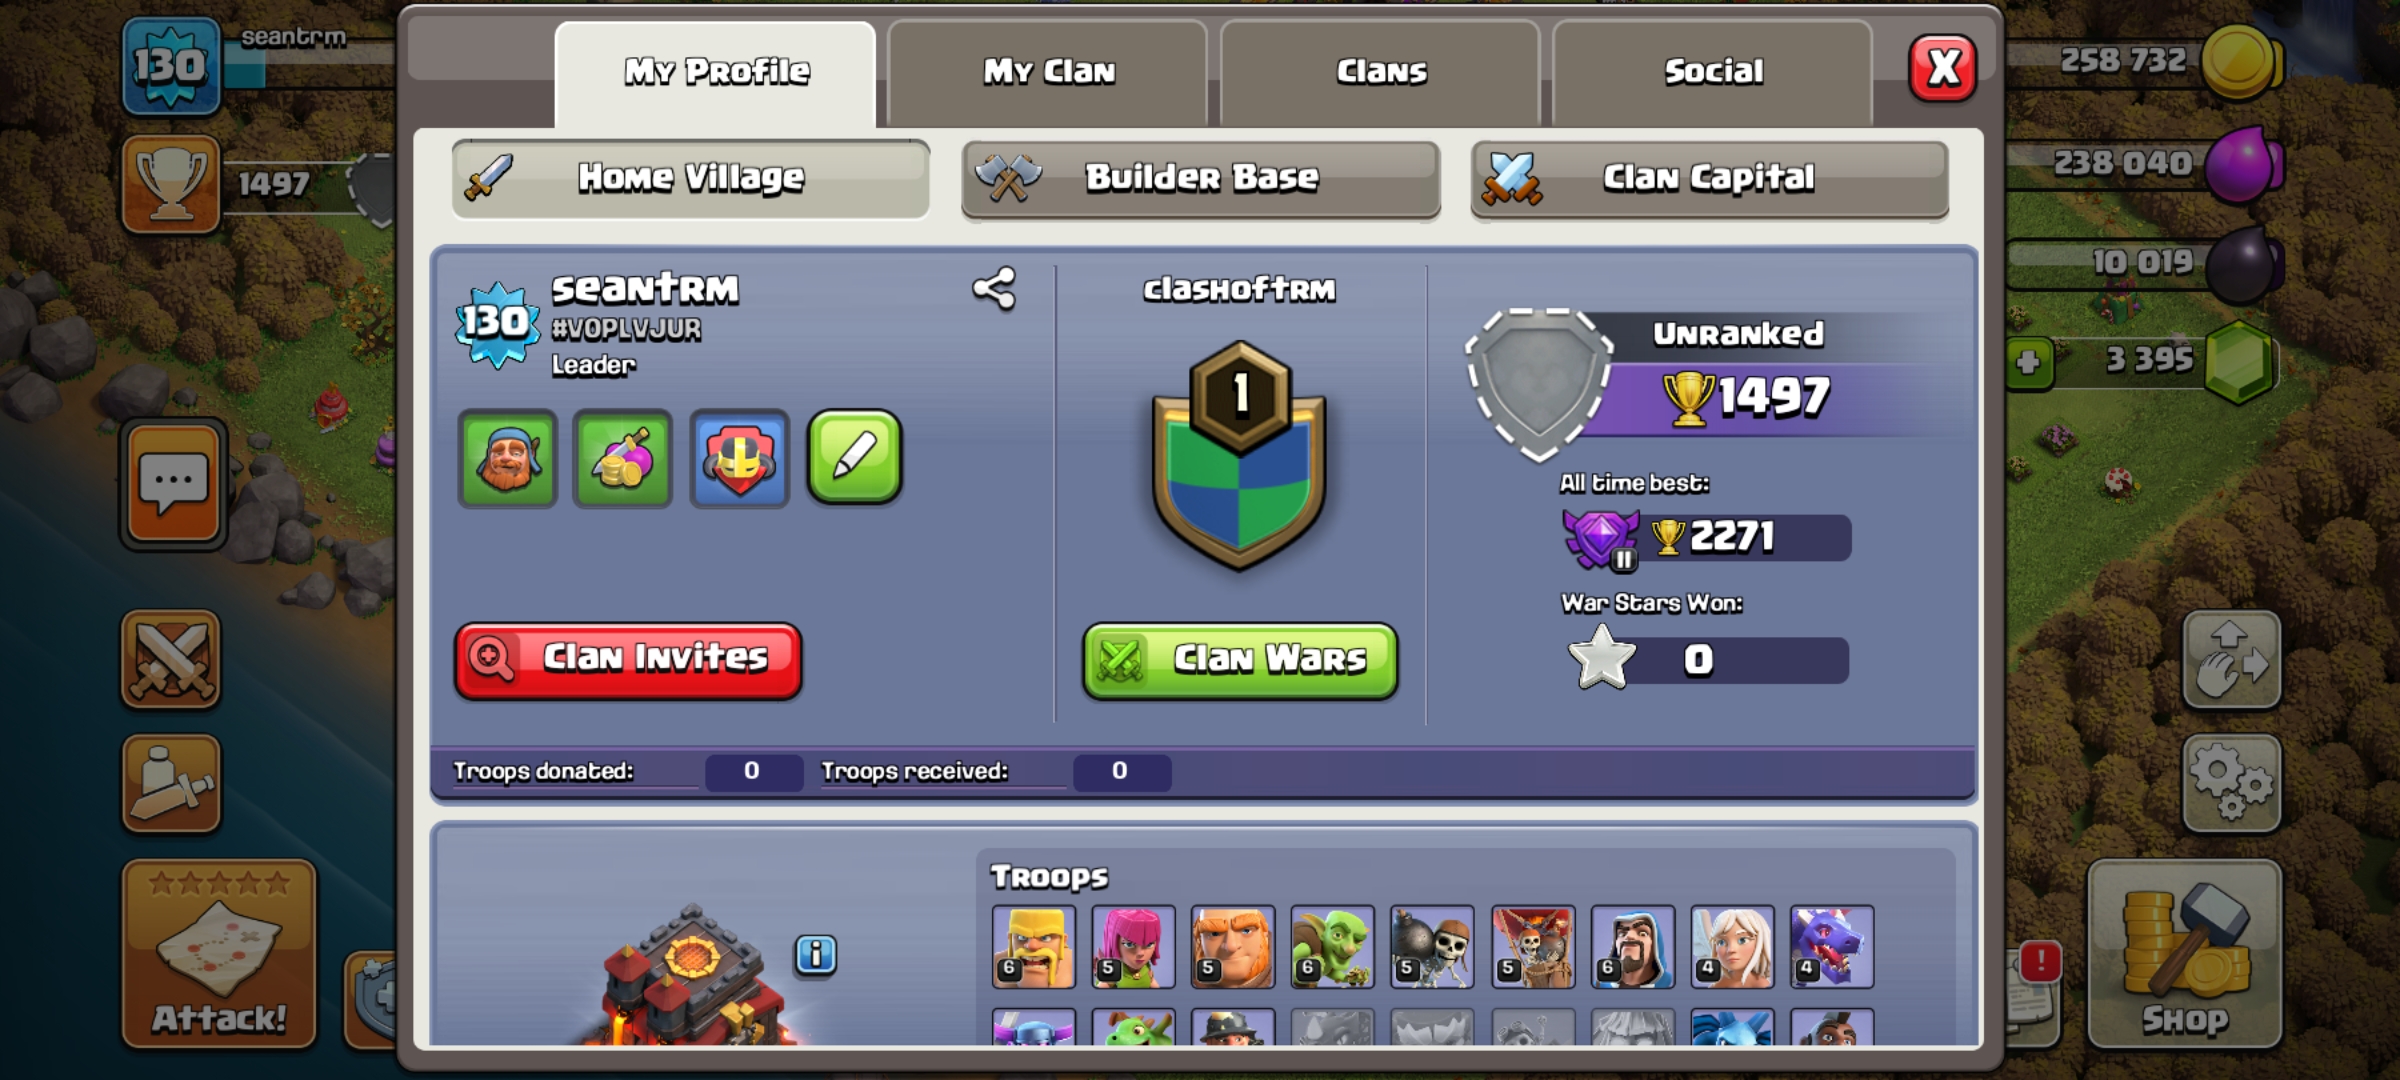 130
seantrm
1497
My Profile
My Clan
Clans
Social
X
258 732
238 040
10 019
3 395
Home Village
Builder Base
Clan Capital
130
seantrm
#VOPLVJUR
Leader
clashoftrm
1
Unranked
1497
All time best:
2271
War Stars Won:
0
Clan Invites
Clan Wars
Troops donated: 0
Troops received: 0
Troops
6
5
5
6
5
5
6
4
4
i
Attack!
!
Shop